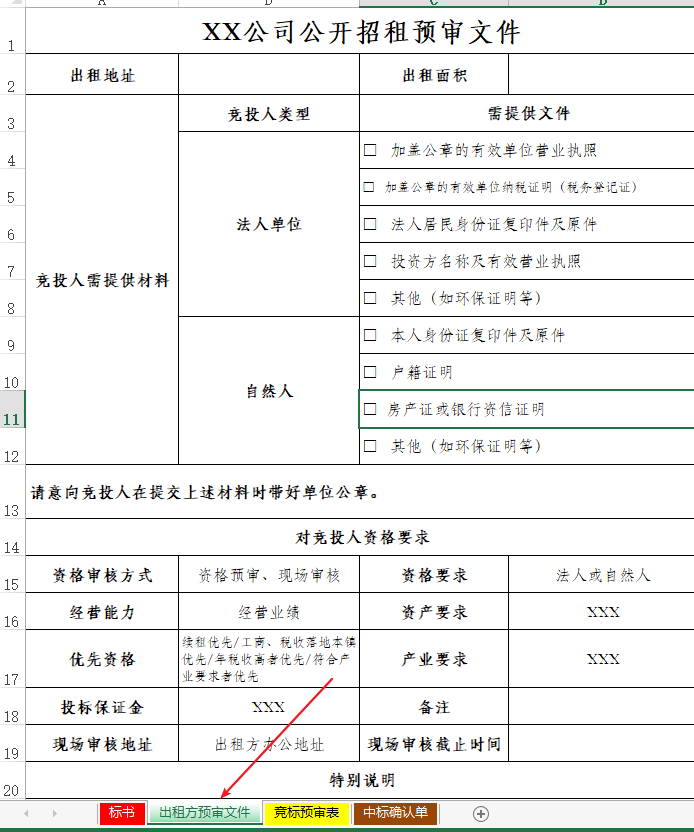 A B C D
1 XX公司公开招租预审文件
2 出租地址 出租面积
3 竞投人类型 需提供文件
4 □ 加盖公章的有效单位营业执照
5 □ 加盖公章的有效单位纳税证明（税务登记证）
法人单位
6 □ 法人居民身份证复印件及原件
7 □ 投资方名称及有效营业执照
竞投人需提供材料
8 □ 其他（如环保证明等）
9 □ 本人身份证复印件及原件
10 □ 户籍证明
自然人
11 □ 房产证或银行资信证明
12 □ 其他（如环保证明等）
13 请意向竞投人在提交上述材料时带好单位公章。
14 对竞投人资格要求
15 资格审核方式 资格预审、现场审核 资格要求 法人或自然人
16 经营能力 经营业绩 资产要求 XXX
17 优先资格 续租优先/工商、税收落地本镇
优先/年税收高者优先/符合产
业要求者优先
产业要求 XXX
18 投标保证金 XXX 备注
19 现场审核地址 出租方办公地址 现场审核截止时间
20 特别说明
标书 出租方预审文件 竞标预审表 中标确认单